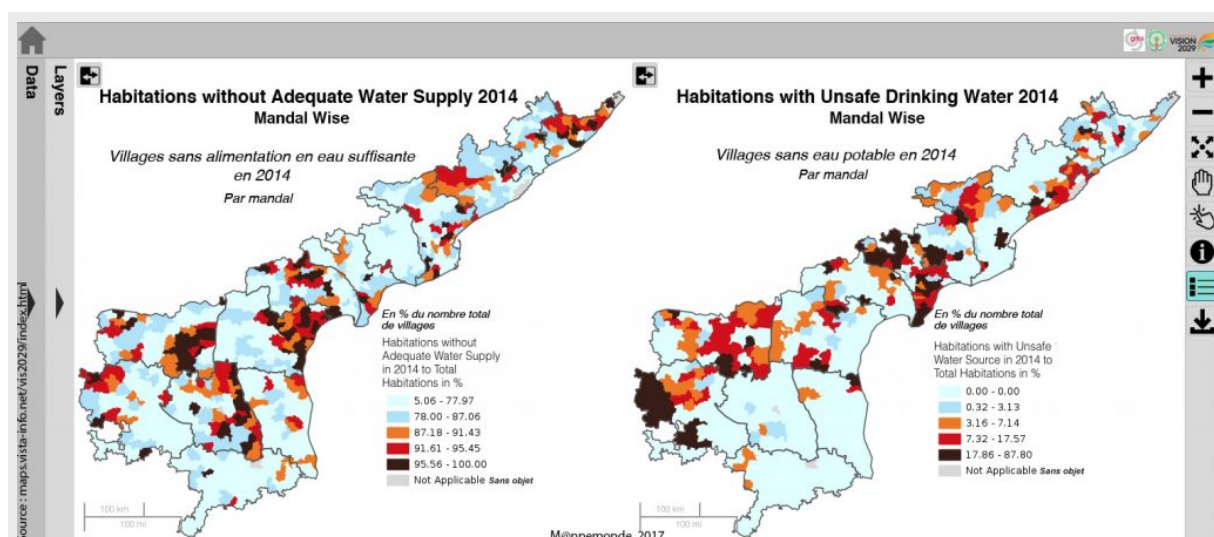 gmis
VISION
2029
Data
Layers
Source : maps.vista-info.net/vis2029/index.html
Habitations without Adequate Water Supply 2014
Mandal Wise
Villages sans alimentation en eau suffisante
en 2014
Par mandal
En % du nombre total
de villages
Habitations without
Adequate Water Supply
in 2014 to Total
Habitations in %
5.06 - 77.97
78.00 - 87.06
87.18 - 91.43
91.61 - 95.45
95.56 - 100.00
Not Applicable Sans objet
100 km
100 mi
Habitations with Unsafe Drinking Water 2014
Mandal Wise
Villages sans eau potable en 2014
Par mandal
En % du nombre total
de villages
Habitations with Unsafe
Water Source in 2014 to
Total Habitations in %
0.00 - 0.00
0.32 - 3.13
3.16 - 7.14
7.32 - 17.57
17.86 - 87.80
Not Applicable Sans objet
100 km
100 mi
M@ppemonde 2017